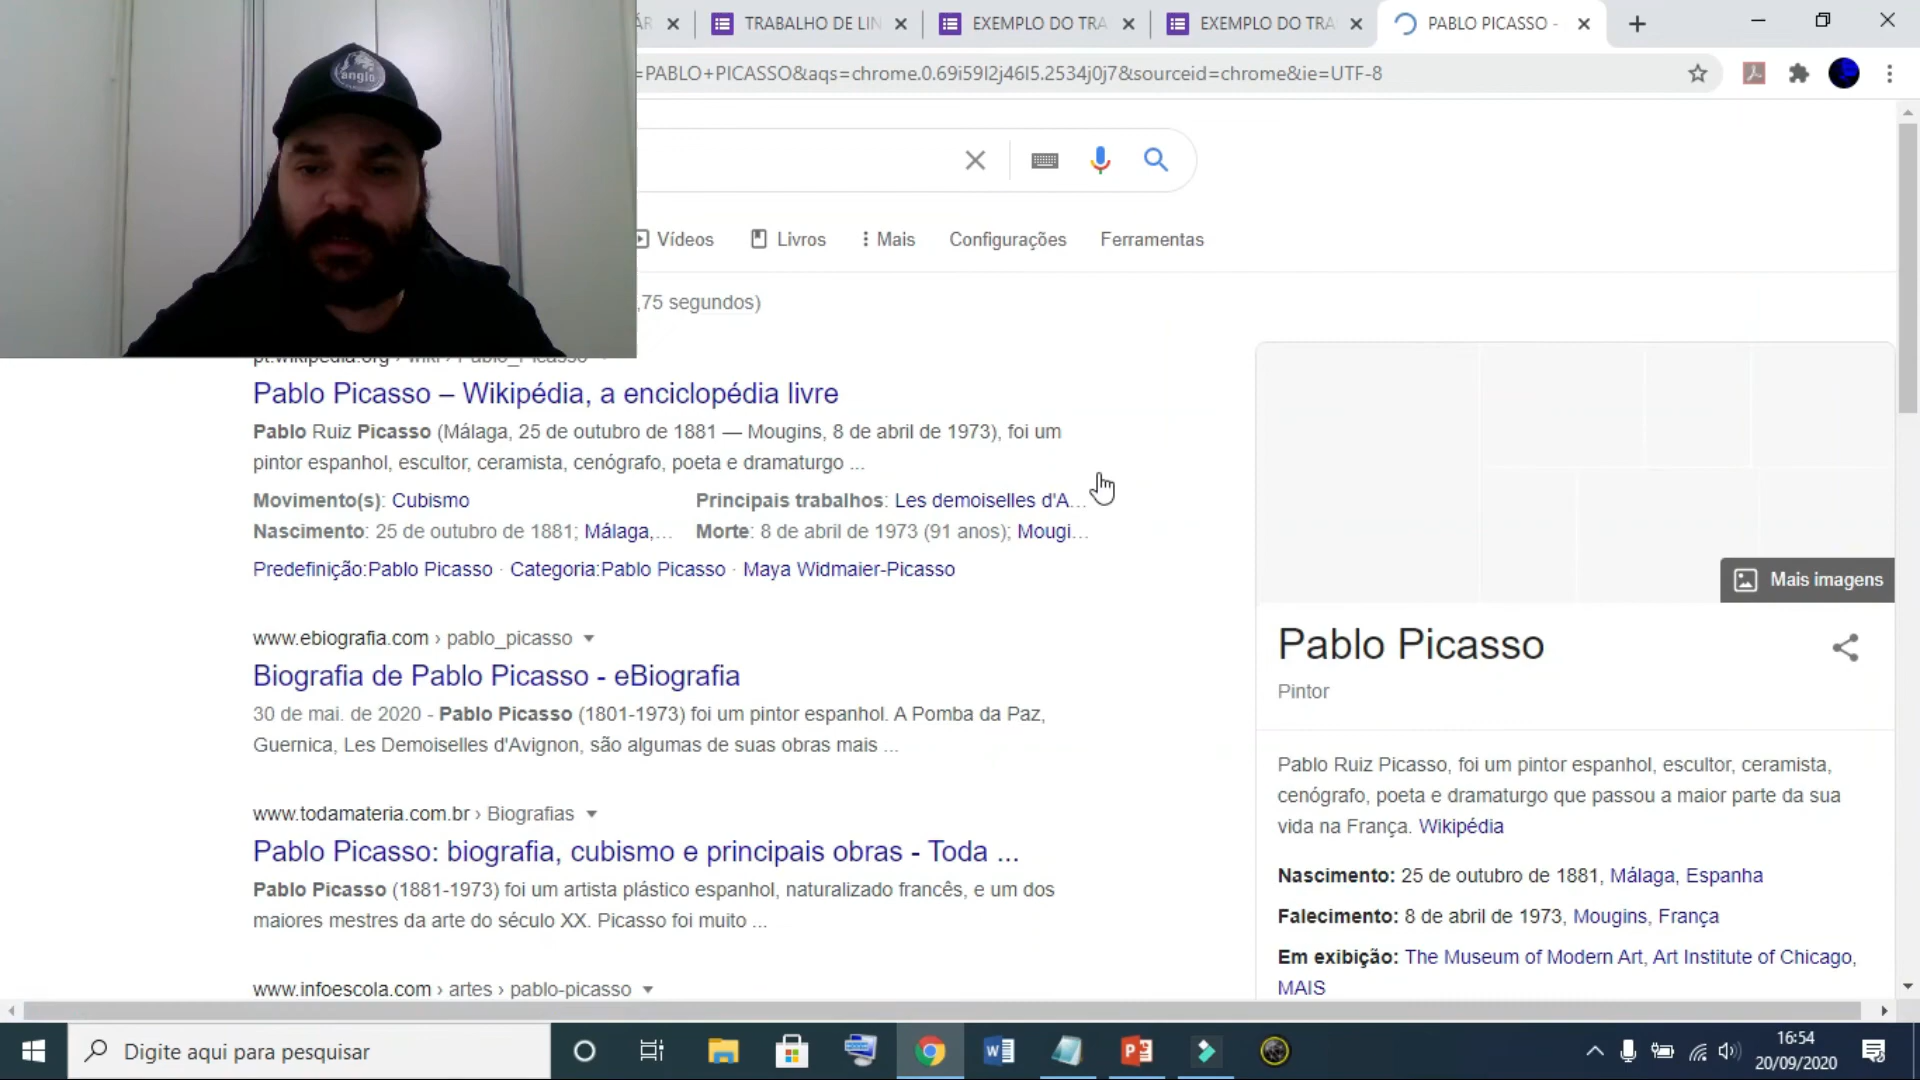 ÁR
TRABALHO DE LIN
EXEMPLO DO TRA
EXEMPLO DO TRA
PABLO PICASSO -
=PABLO+PICASSO&aqs=chrome.0.69i59l2j46l5.2534j0j7&sourceid=chrome&ie=UTF-8
anglo
Vídeos
Livros
Mais
Configurações
Ferramentas
,75 segundos)
pt.wikipedia.org › wiki › Pablo_Picasso
Pablo Picasso – Wikipédia, a enciclopédia livre
Pablo Ruiz Picasso (Málaga, 25 de outubro de 1881 — Mougins, 8 de abril de 1973), foi um
pintor espanhol, escultor, ceramista, cenógrafo, poeta e dramaturgo ...
Movimento(s): Cubismo
Principais trabalhos: Les demoiselles d'A...
Nascimento: 25 de outubro de 1881; Málaga,...
Morte: 8 de abril de 1973 (91 anos); Mougi...
Predefinição:Pablo Picasso · Categoria:Pablo Picasso · Maya Widmaier-Picasso
www.ebiografia.com › pablo_picasso
Biografia de Pablo Picasso - eBiografia
30 de mai. de 2020 - Pablo Picasso (1801-1973) foi um pintor espanhol. A Pomba da Paz,
Guernica, Les Demoiselles d'Avignon, são algumas de suas obras mais ...
www.todamateria.com.br › Biografias
Pablo Picasso: biografia, cubismo e principais obras - Toda ...
Pablo Picasso (1881-1973) foi um artista plástico espanhol, naturalizado francês, e um dos
maiores mestres da arte do século XX. Picasso foi muito ...
www.infoescola.com › artes › pablo-picasso
Mais imagens
Pablo Picasso
Pintor
Pablo Ruiz Picasso, foi um pintor espanhol, escultor, ceramista,
cenógrafo, poeta e dramaturgo que passou a maior parte da sua
vida na França. Wikipédia
Nascimento: 25 de outubro de 1881, Málaga, Espanha
Falecimento: 8 de abril de 1973, Mougins, França
Em exibição: The Museum of Modern Art, Art Institute of Chicago,
MAIS
Digite aqui para pesquisar
16:54
20/09/2020